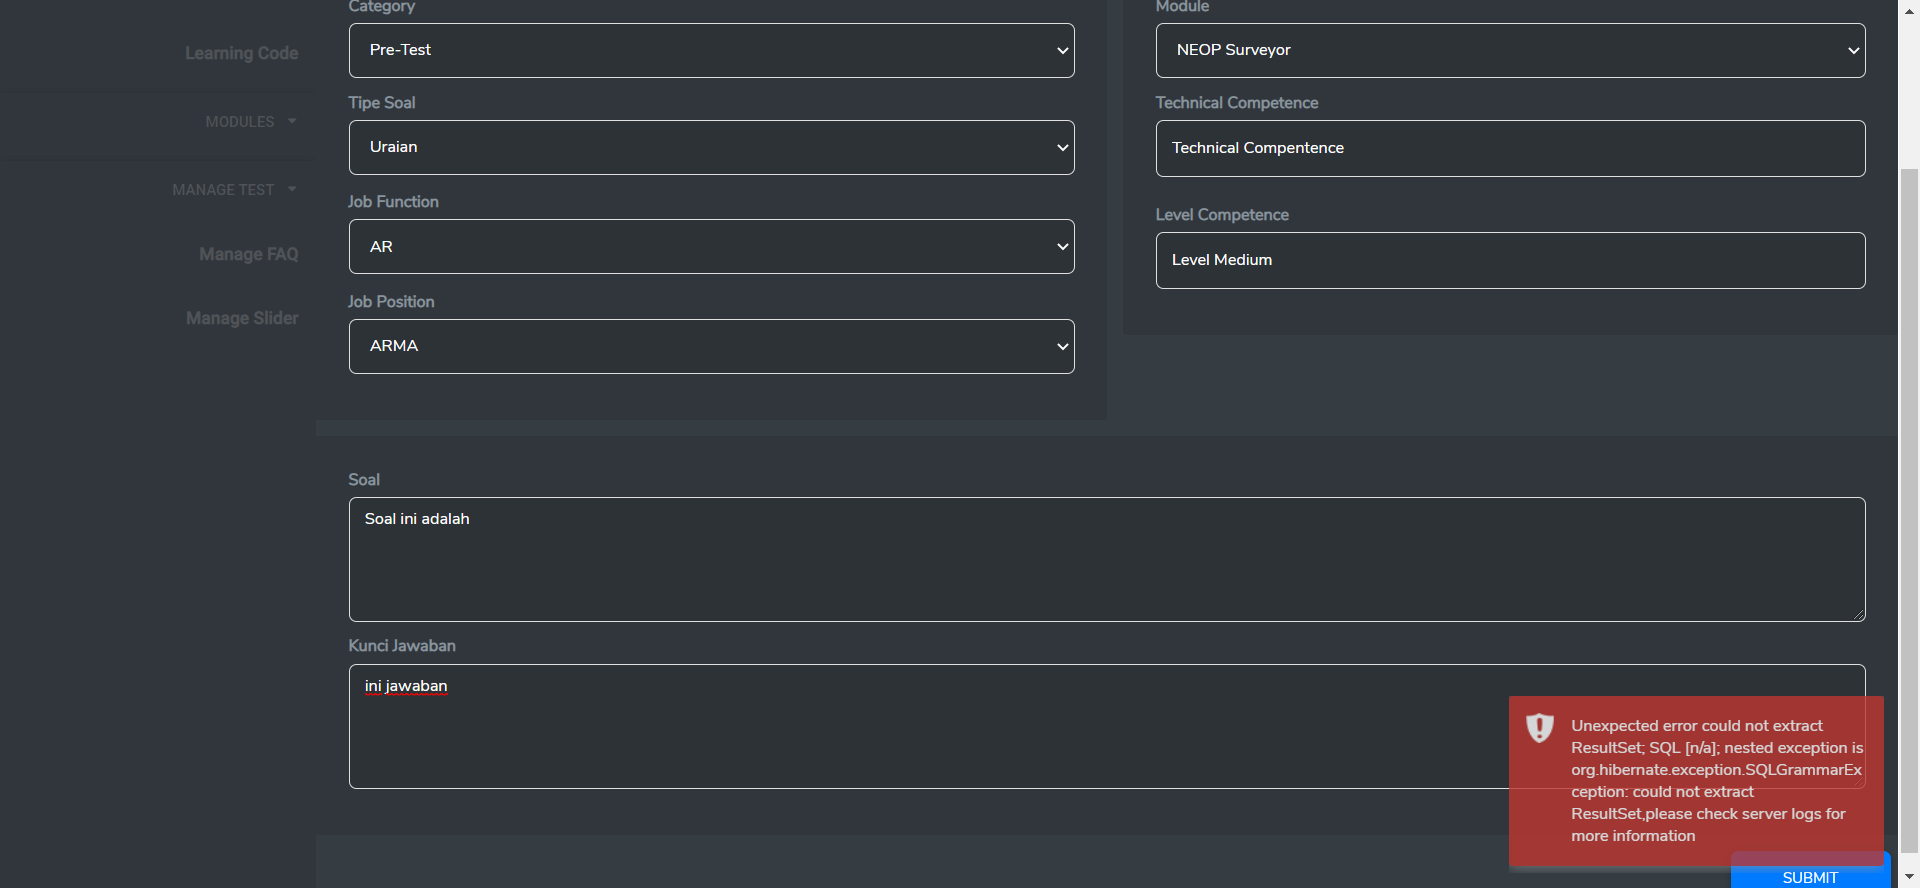 Learning Code
MODULES
MANAGE TEST
Manage FAQ
Manage Slider
Category
Pre-Test
Tipe Soal
Uraian
Job Function
AR
Job Position
ARMA
Module
NEOP Surveyor
Technical Competence
Technical Compentence
Level Competence
Level Medium
Soal
Soal ini adalah
Kunci Jawaban
ini jawaban
Unexpected error could not extract
ResultSet; SQL [n/a]; nested exception is
org.hibernate.exception.SQLGrammarEx
ception: could not extract
ResultSet,please check server logs for
more information
SUBMIT